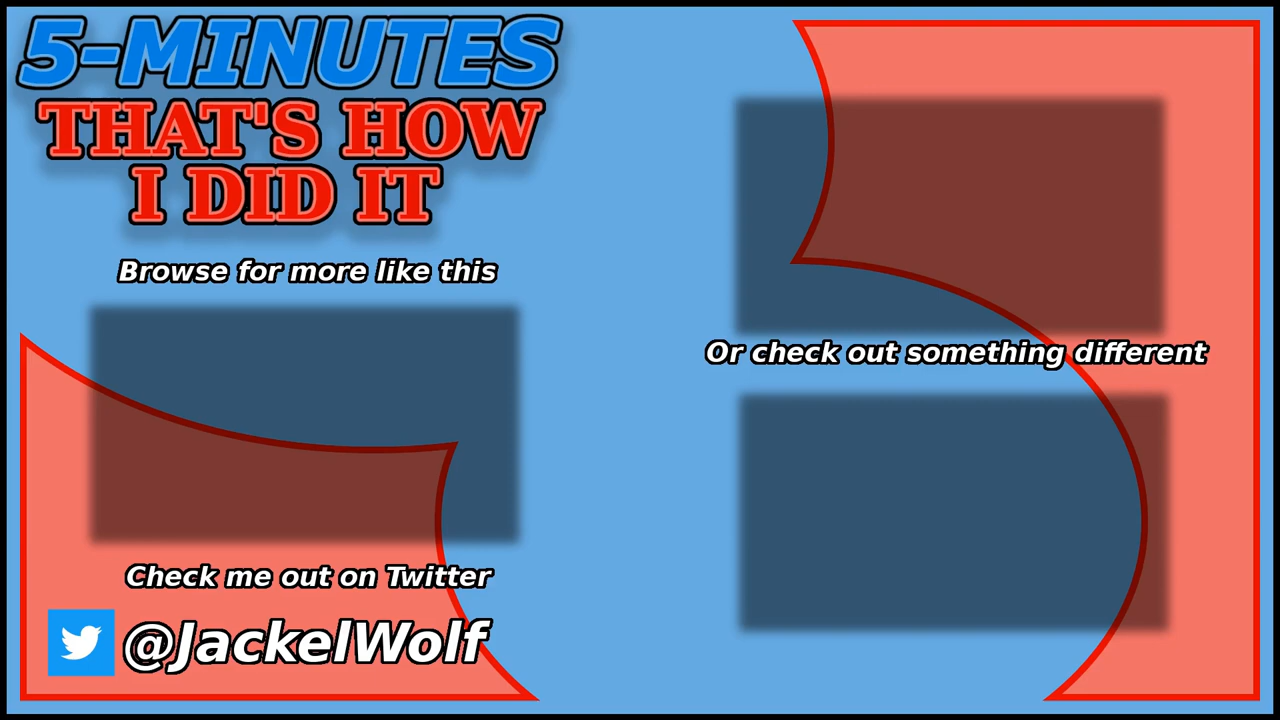 5-MINUTES
THAT'S HOW
I DID IT
Browse for more like this
Or check out something different
Check me out on Twitter
@JackelWolf